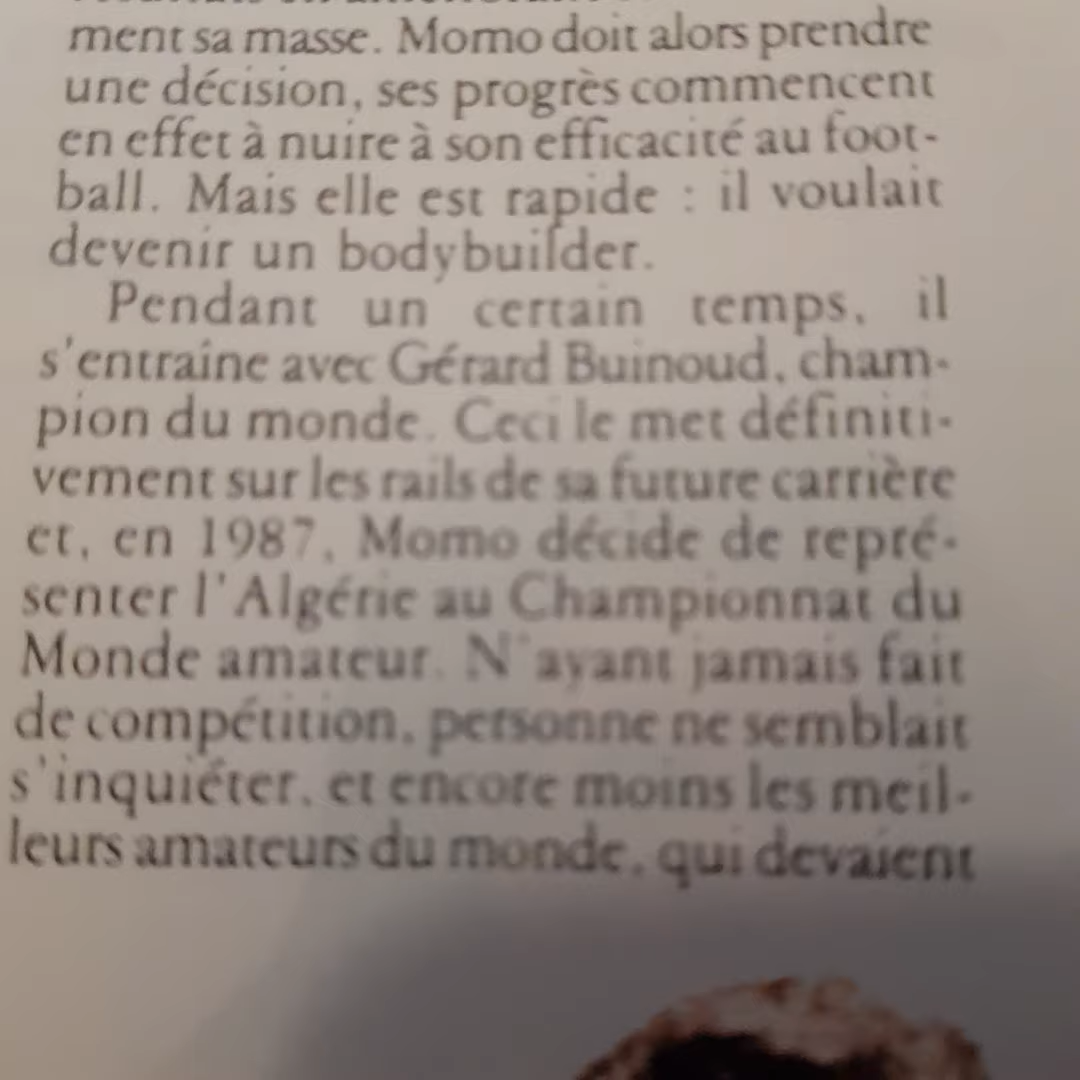 ment sa masse. Momo doit alors prendre
une décision, ses progrès commencent
en effet à nuire à son efficacité au foot-
ball. Mais elle est rapide : il voulait
devenir un bodybuilder.
Pendant un certain temps, il
s'entraîne avec Gérard Buinoud, cham-
pion du monde. Ceci le met définiti-
vement sur les rails de sa future carrière
et, en 1987, Momo décide de repré-
senter l'Algérie au Championnat du
Monde amateur. N'ayant jamais fait
de compétition, personne ne semblait
s'inquiéter, et encore moins les meil-
leurs amateurs du monde, qui devaient